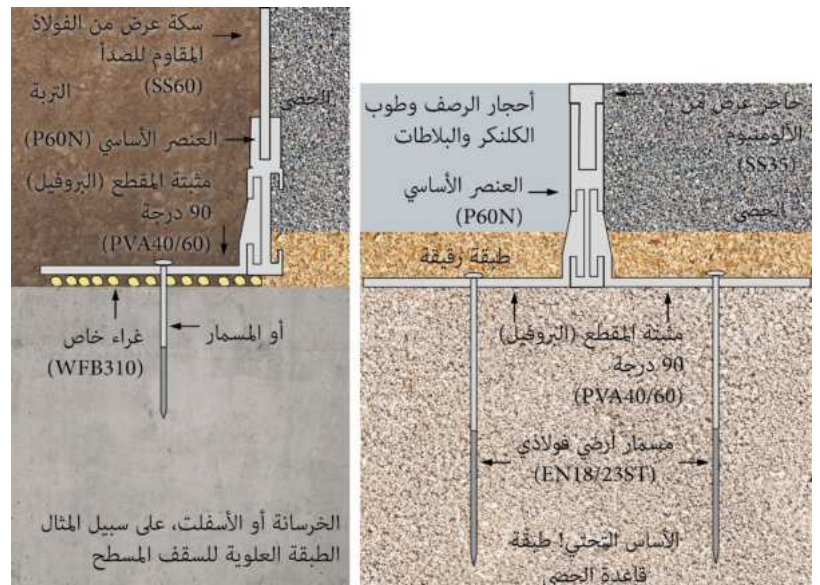 سكة عرض من الفولاذ
المقاوم للصدأ
(SS60)
التربة
الحصى
العنصر الأساسي (P60N)
مثبتة المقطع (البروفيل)
90 درجة
(PVA40/60)
غراء خاص
(WFB310)
أو المسمار
الخرسانة أو الأسفلت، على سبيل المثال
الطبقة العلوية للسقف المسطح
أحجار الرصف وطوب
الكلنكر والبلاطات
العنصر الأساسي
(P60N)
حاجر عرض من
الألومنيوم
(SS35)
الحصى
طبقة رقيقة
مثبتة المقطع (البروفيل)
90 درجة
(PVA40/60)
مسمار أرضي فولاذي
(EN18/23ST)
الأساس التحتي! طبقة
قاعدة الحصى